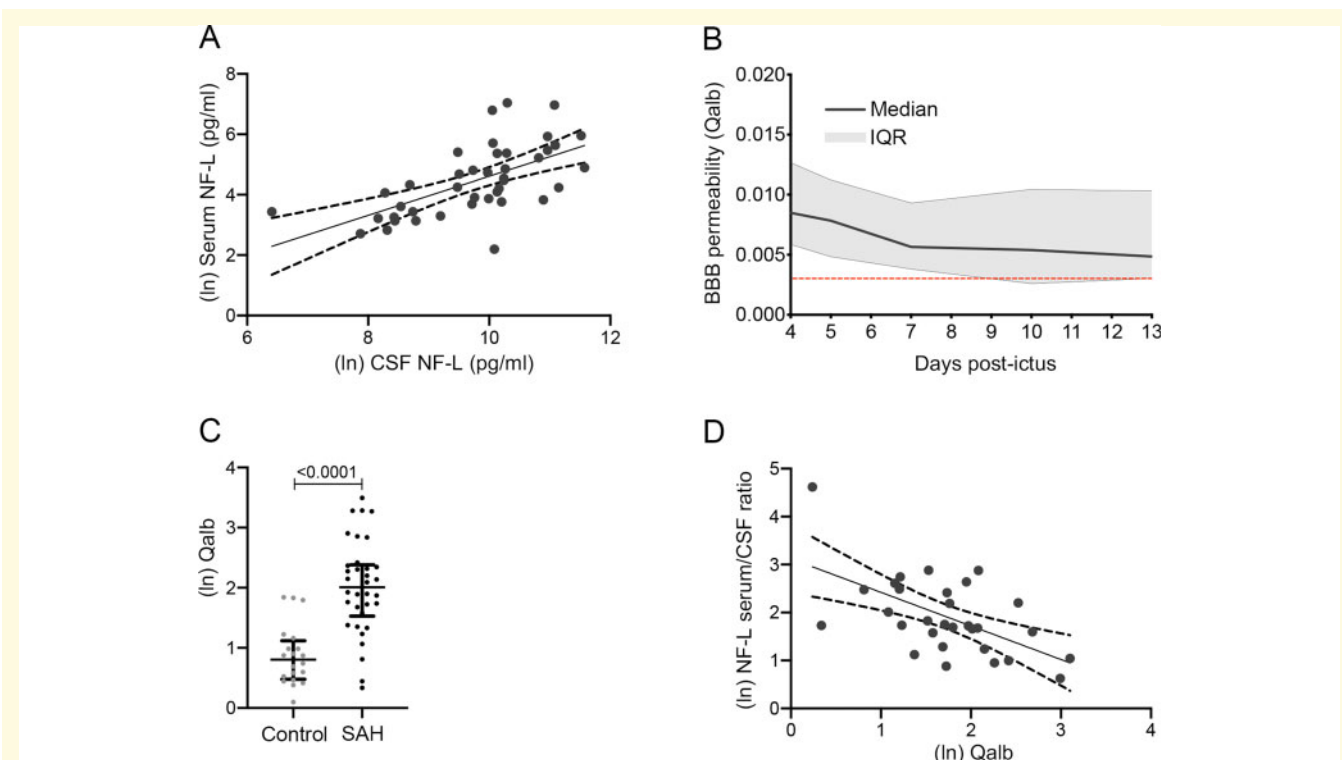 A
(ln) Serum NF-L (pg/ml)
8
6
4
2
0
6 8 10 12
(ln) CSF NF-L (pg/ml)
B
BBB permeability (Qalb)
0.020
0.015
0.010
0.005
0.000
Median
IQR
4 5 6 7 8 9 10 11 12 13
Days post-ictus
C
(ln) Qalb
4
3
2
1
0
<0.0001
Control SAH
D
(ln) NF-L serum/CSF ratio
5
4
3
2
1
0
0 1 2 3 4
(ln) Qalb